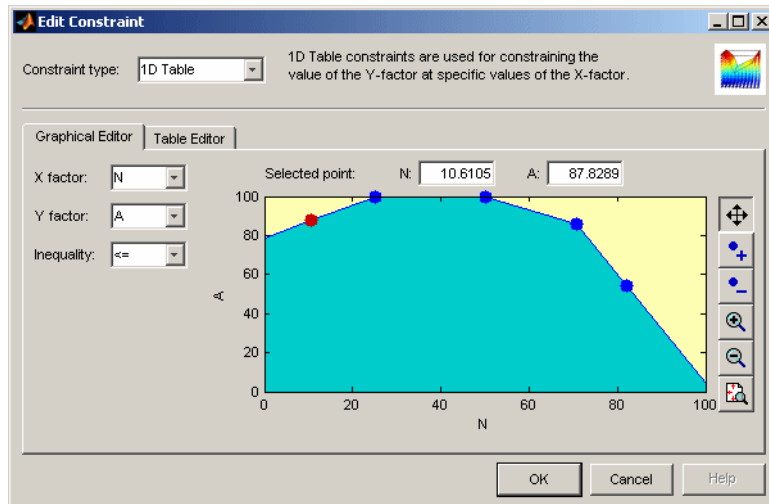 Edit Constraint
Constraint type: 1D Table
1D Table constraints are used for constraining the
value of the Y-factor at specific values of the X-factor.
Graphical Editor Table Editor
X factor: N
Y factor: A
Inequality: <=
Selected point: N: 10.6105 A: 87.8289
100
80
60
40
20
0
A
0 20 40 60 80 100
N
OK Cancel Help